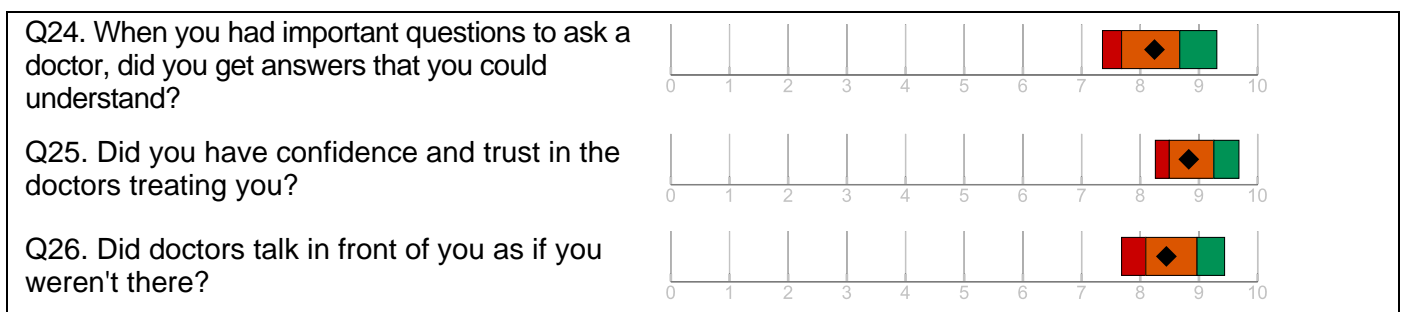 Q24. When you had important questions to ask a
doctor, did you get answers that you could
understand?
0 1 2 3 4 5 6 7 8 9 10
Q25. Did you have confidence and trust in the
doctors treating you?
0 1 2 3 4 5 6 7 8 9 10
Q26. Did doctors talk in front of you as if you
weren't there?
0 1 2 3 4 5 6 7 8 9 10